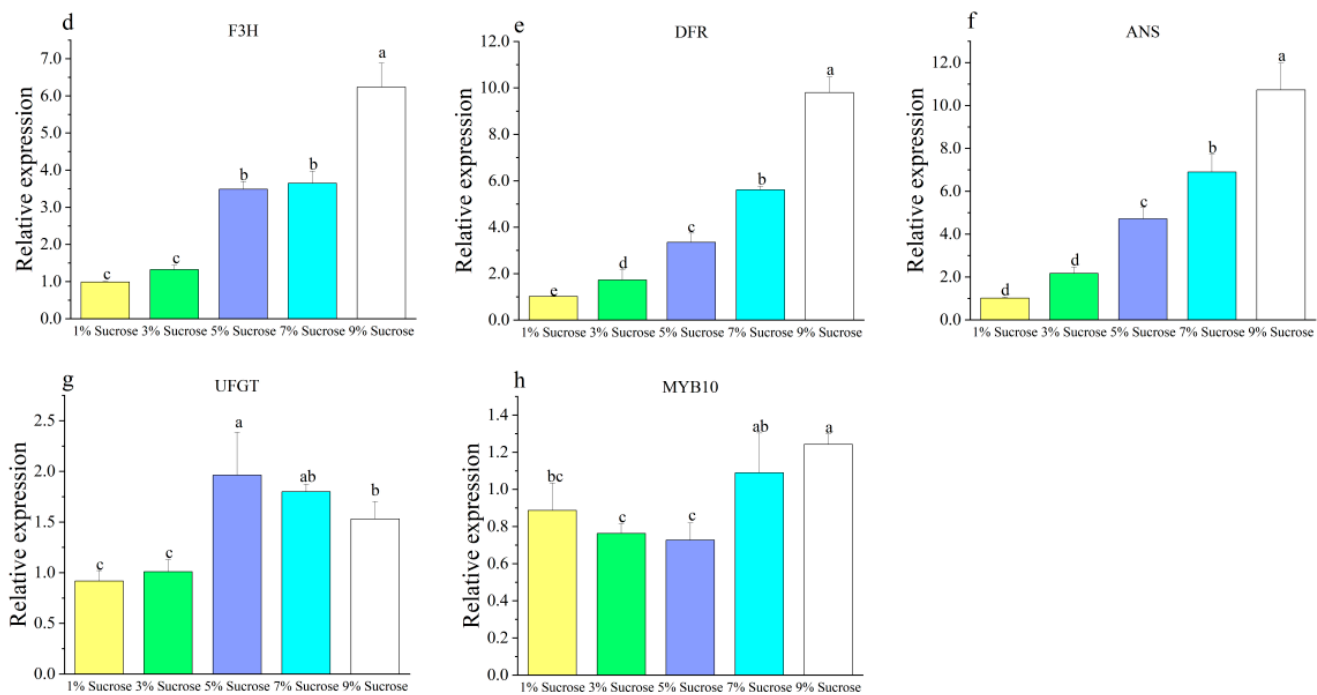 d
F3H
Relative expression
7.0
6.0
5.0
4.0
3.0
2.0
1.0
0.0
c
c
b
b
a
1% Sucrose 3% Sucrose 5% Sucrose 7% Sucrose 9% Sucrose
e
DFR
Relative expression
12.0
10.0
8.0
6.0
4.0
2.0
0.0
e
d
c
b
a
1% Sucrose 3% Sucrose 5% Sucrose 7% Sucrose 9% Sucrose
f
ANS
Relative expression
12.0
10.0
8.0
6.0
4.0
2.0
0.0
d
d
c
b
a
1% Sucrose 3% Sucrose 5% Sucrose 7% Sucrose 9% Sucrose
g
UFGT
Relative expression
2.5
2.0
1.5
1.0
0.5
0.0
c
c
a
ab
b
1% Sucrose 3% Sucrose 5% Sucrose 7% Sucrose 9% Sucrose
h
MYB10
Relative expression
1.4
1.2
1.0
0.8
0.6
0.4
0.2
0.0
bc
c
c
ab
a
1% Sucrose 3% Sucrose 5% Sucrose 7% Sucrose 9% Sucrose